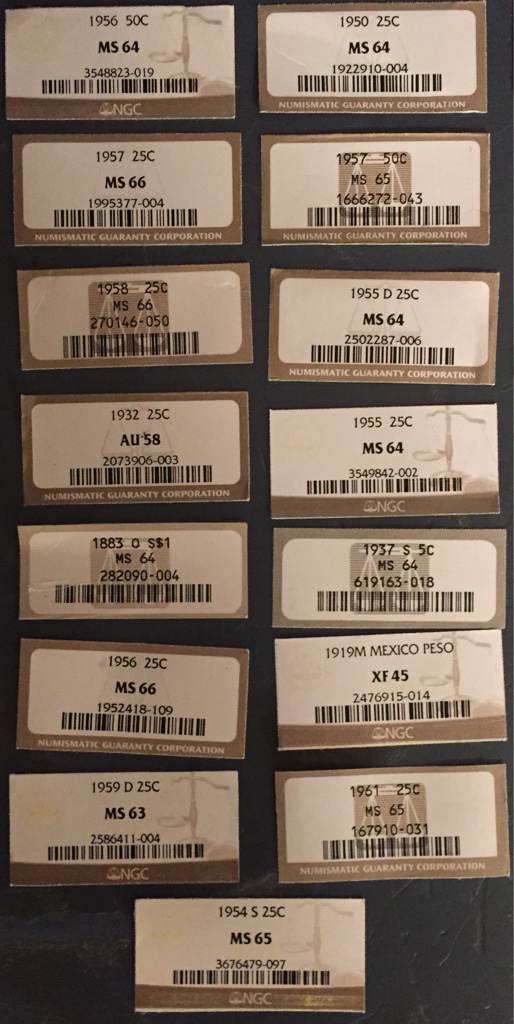 1956 50C
MS 64
3548823-019
NGC
1950 25C
MS 64
1922910-004
NUMISMATIC GUARANTY CORPORATION
1957 25C
MS 66
1995377-004
NUMISMATIC GUARANTY CORPORATION
1957 50C
MS 65
1666272-043
NUMISMATIC GUARANTY CORPORATION
1958 25C
MS 66
270146-050
1955 D 25C
MS 64
2502287-006
NUMISMATIC GUARANTY CORPORATION
1932 25C
AU 58
2073906-003
NUMISMATIC GUARANTY CORPORATION
1955 25C
MS 64
3549842-002
NGC
1883 O S$1
MS 64
282090-004
1937 S 5C
MS 64
619163-018
1956 25C
MS 66
1952418-109
NUMISMATIC GUARANTY CORPORATION
1919M MEXICO PESO
XF 45
2476915-014
NGC
1959 D 25C
MS 63
2586411-004
NGC
1961 25C
MS 65
167910-031
NUMISMATIC GUARANTY CORPORATION
1954 S 25C
MS 65
3676479-097
NGC